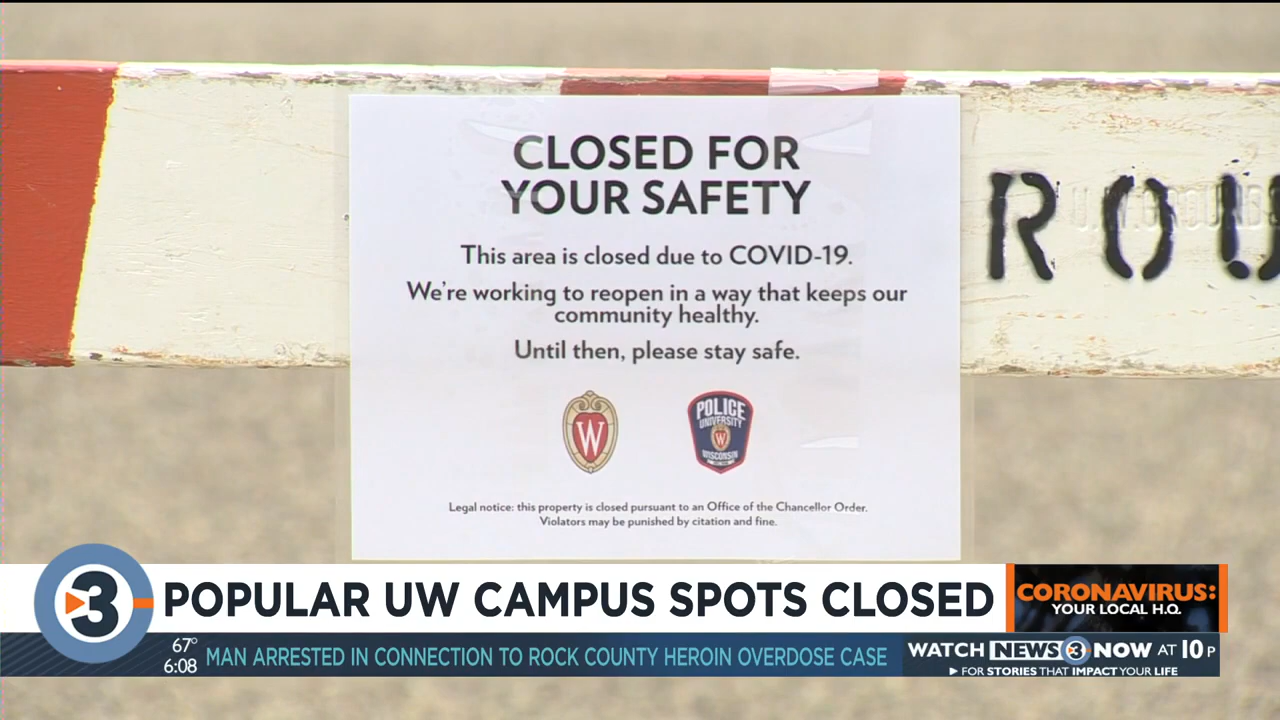 CLOSED FOR
YOUR SAFETY
This area is closed due to COVID-19.
We're working to reopen in a way that keeps our
community healthy.
Until then, please stay safe.
W
POLICE
UNIVERSITY
W
WISCONSIN
Legal notice: this property is closed pursuant to an Office of the Chancellor Order.
Violators may be punished by citation and fine.
ROU
3
POPULAR UW CAMPUS SPOTS CLOSED
CORONAVIRUS:
YOUR LOCAL H.Q.
67°
6:08
MAN ARRESTED IN CONNECTION TO ROCK COUNTY HEROIN OVERDOSE CASE
WATCH NEWS 3 NOW AT 10P
▶ FOR STORIES THAT IMPACT YOUR LIFE